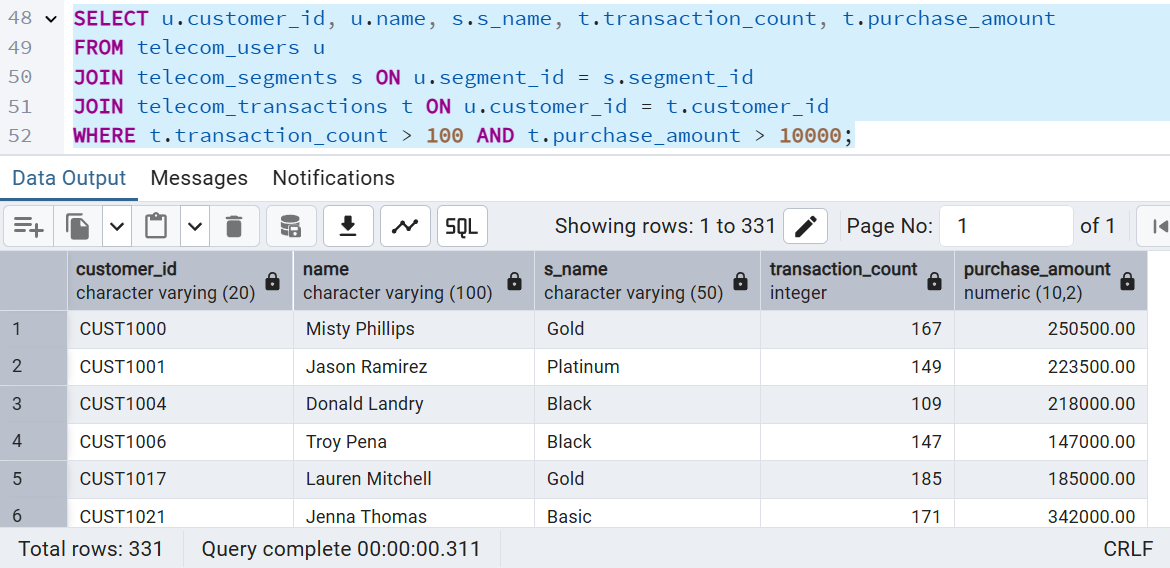 48 SELECT u.customer_id, u.name, s.s_name, t.transaction_count, t.purchase_amount
49 FROM telecom_users u
50 JOIN telecom_segments s ON u.segment_id = s.segment_id
51 JOIN telecom_transactions t ON u.customer_id = t.customer_id
52 WHERE t.transaction_count > 100 AND t.purchase_amount > 10000;
Data Output Messages Notifications
SQL Showing rows: 1 to 331 Page No: 1 of 1
customer_id name s_name transaction_count purchase_amount
character varying (20) character varying (100) character varying (50) integer numeric (10,2)
1 CUST1000 Misty Phillips Gold 167 250500.00
2 CUST1001 Jason Ramirez Platinum 149 223500.00
3 CUST1004 Donald Landry Black 109 218000.00
4 CUST1006 Troy Pena Black 147 147000.00
5 CUST1017 Lauren Mitchell Gold 185 185000.00
6 CUST1021 Jenna Thomas Basic 171 342000.00
Total rows: 331 Query complete 00:00:00.311 CRLF